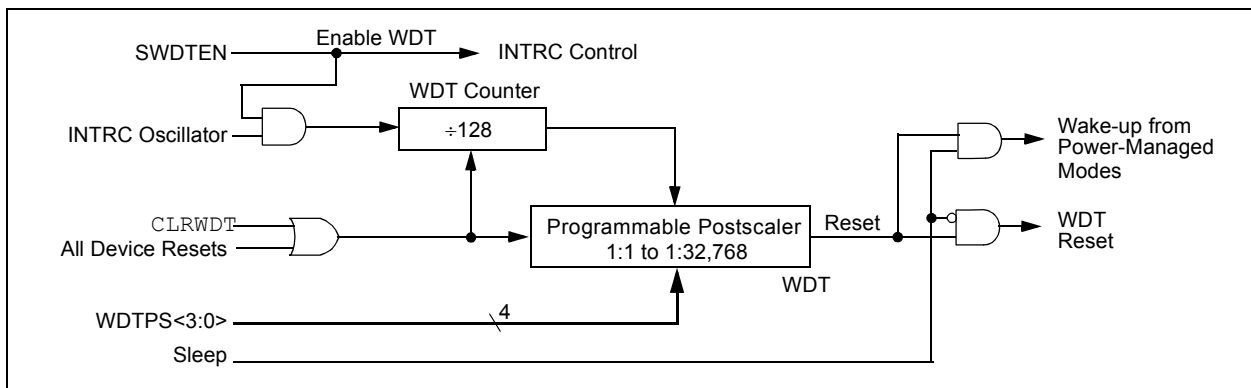 SWDTEN
Enable WDT
INTRC Control
WDT Counter
÷128
INTRC Oscillator
Wake-up from
Power-Managed
Modes
CLRWDT
All Device Resets
Programmable Postscaler
1:1 to 1:32,768
Reset
WDT
Reset
WDT
WDTPS<3:0>
4
Sleep